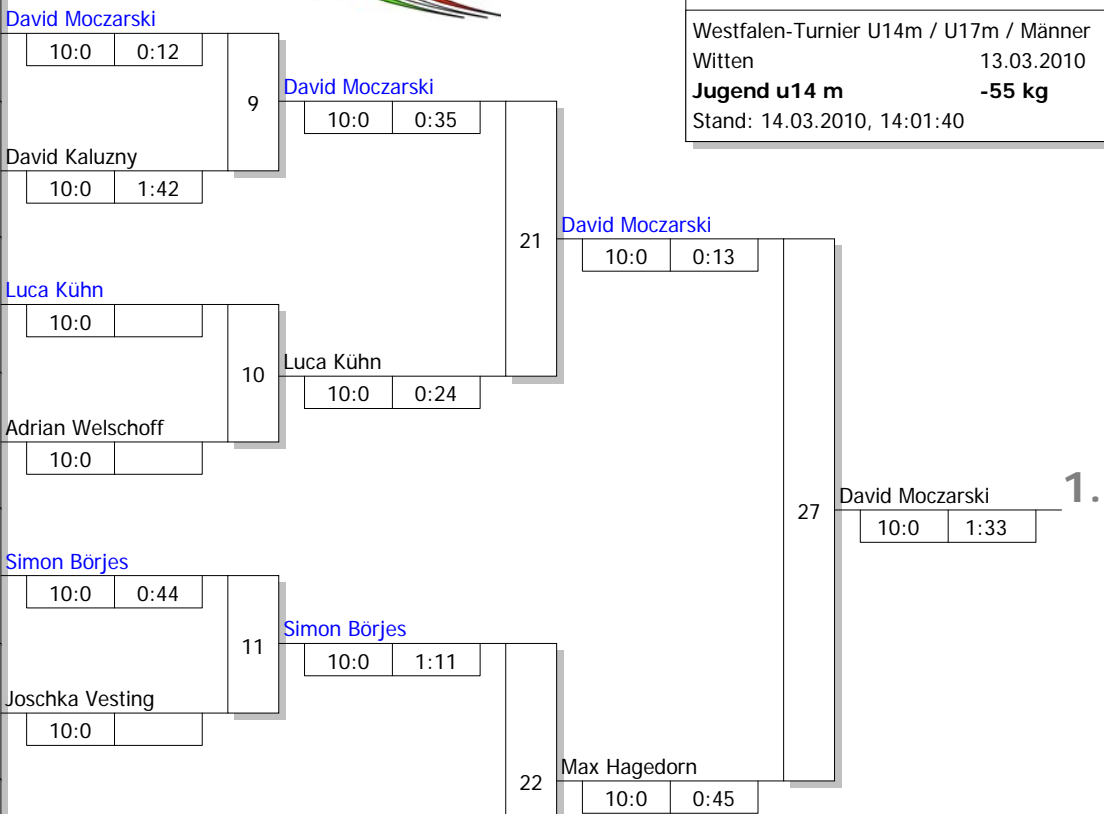 David Moczarski
10:0 0:12
9
David Moczarski
10:0 0:35
David Kaluzny
10:0 1:42
Westfalen-Turnier U14m / U17m / Männer
Witten 13.03.2010
Jugend u14 m -55 kg
Stand: 14.03.2010, 14:01:40
21
David Moczarski
10:0 0:13
Luca Kühn
10:0
10
Luca Kühn
10:0 0:24
Adrian Welschoff
10:0
27
David Moczarski 1.
10:0 1:33
Simon Börjes
10:0 0:44
11
Simon Börjes
10:0 1:11
Joschka Vesting
10:0
22
Max Hagedorn
10:0 0:45